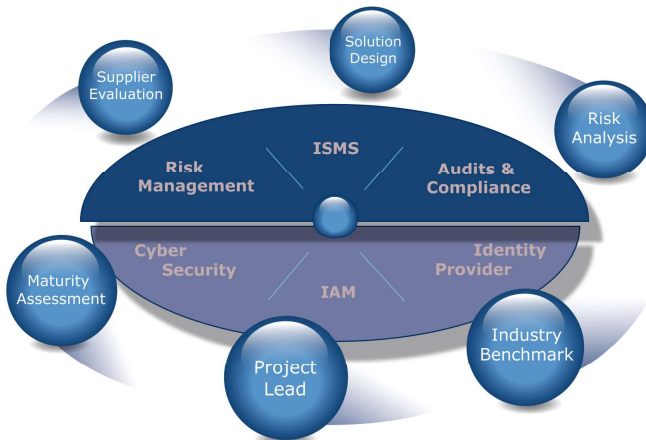 Solution
Design
Supplier
Evaluation
Risk
Analysis
ISMS
Risk
Management
Audits &
Compliance
Cyber
Security
Identity
Provider
IAM
Maturity
Assessment
Industry
Benchmark
Project
Lead